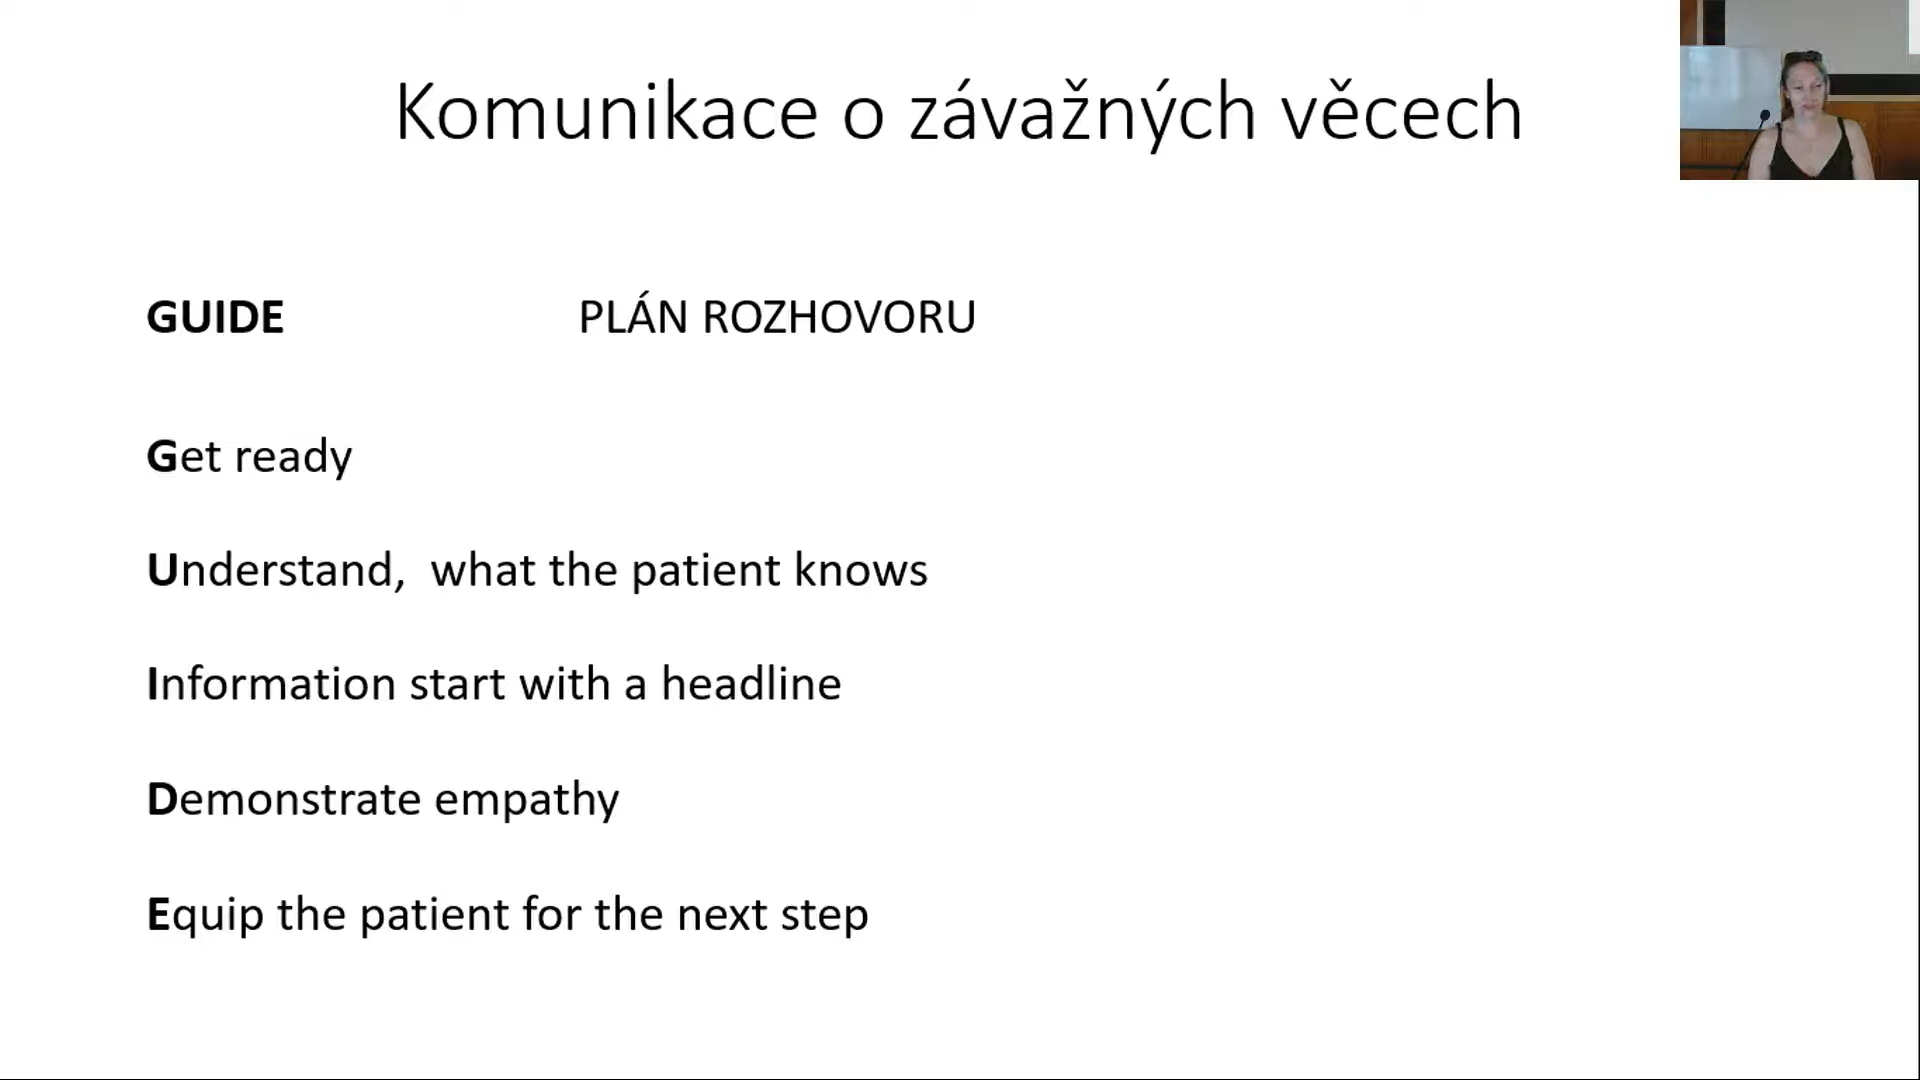 Komunikace o závažných věcech
GUIDE PLÁN ROZHOVORU
Get ready
Understand,  what the patient knows
Information start with a headline
Demonstrate empathy
Equip the patient for the next step